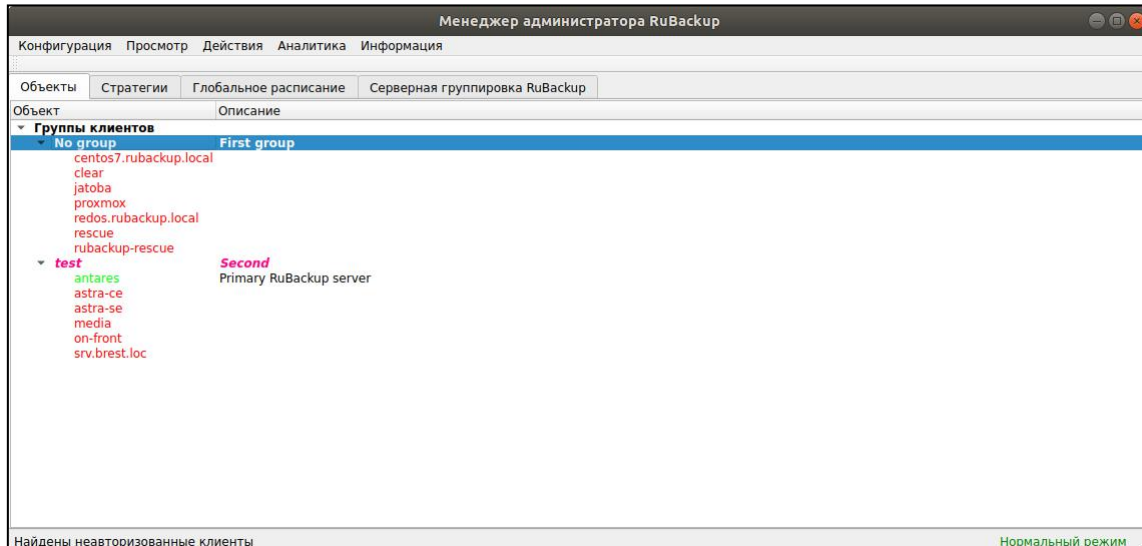 Менеджер администратора RuBackup
Конфигурация Просмотр Действия Аналитика Информация
Объекты Стратегии Глобальное расписание Серверная группировка RuBackup
Объект Описание
Группы клиентов
No group First group
centos7.rubackup.local
clear
jatoba
proxmox
redos.rubackup.local
rescue
rubackup-rescue
test Second
antares Primary RuBackup server
astra-ce
astra-se
media
on-front
srv.brest.loc
Найдены неавторизованные клиенты Нормальный режим